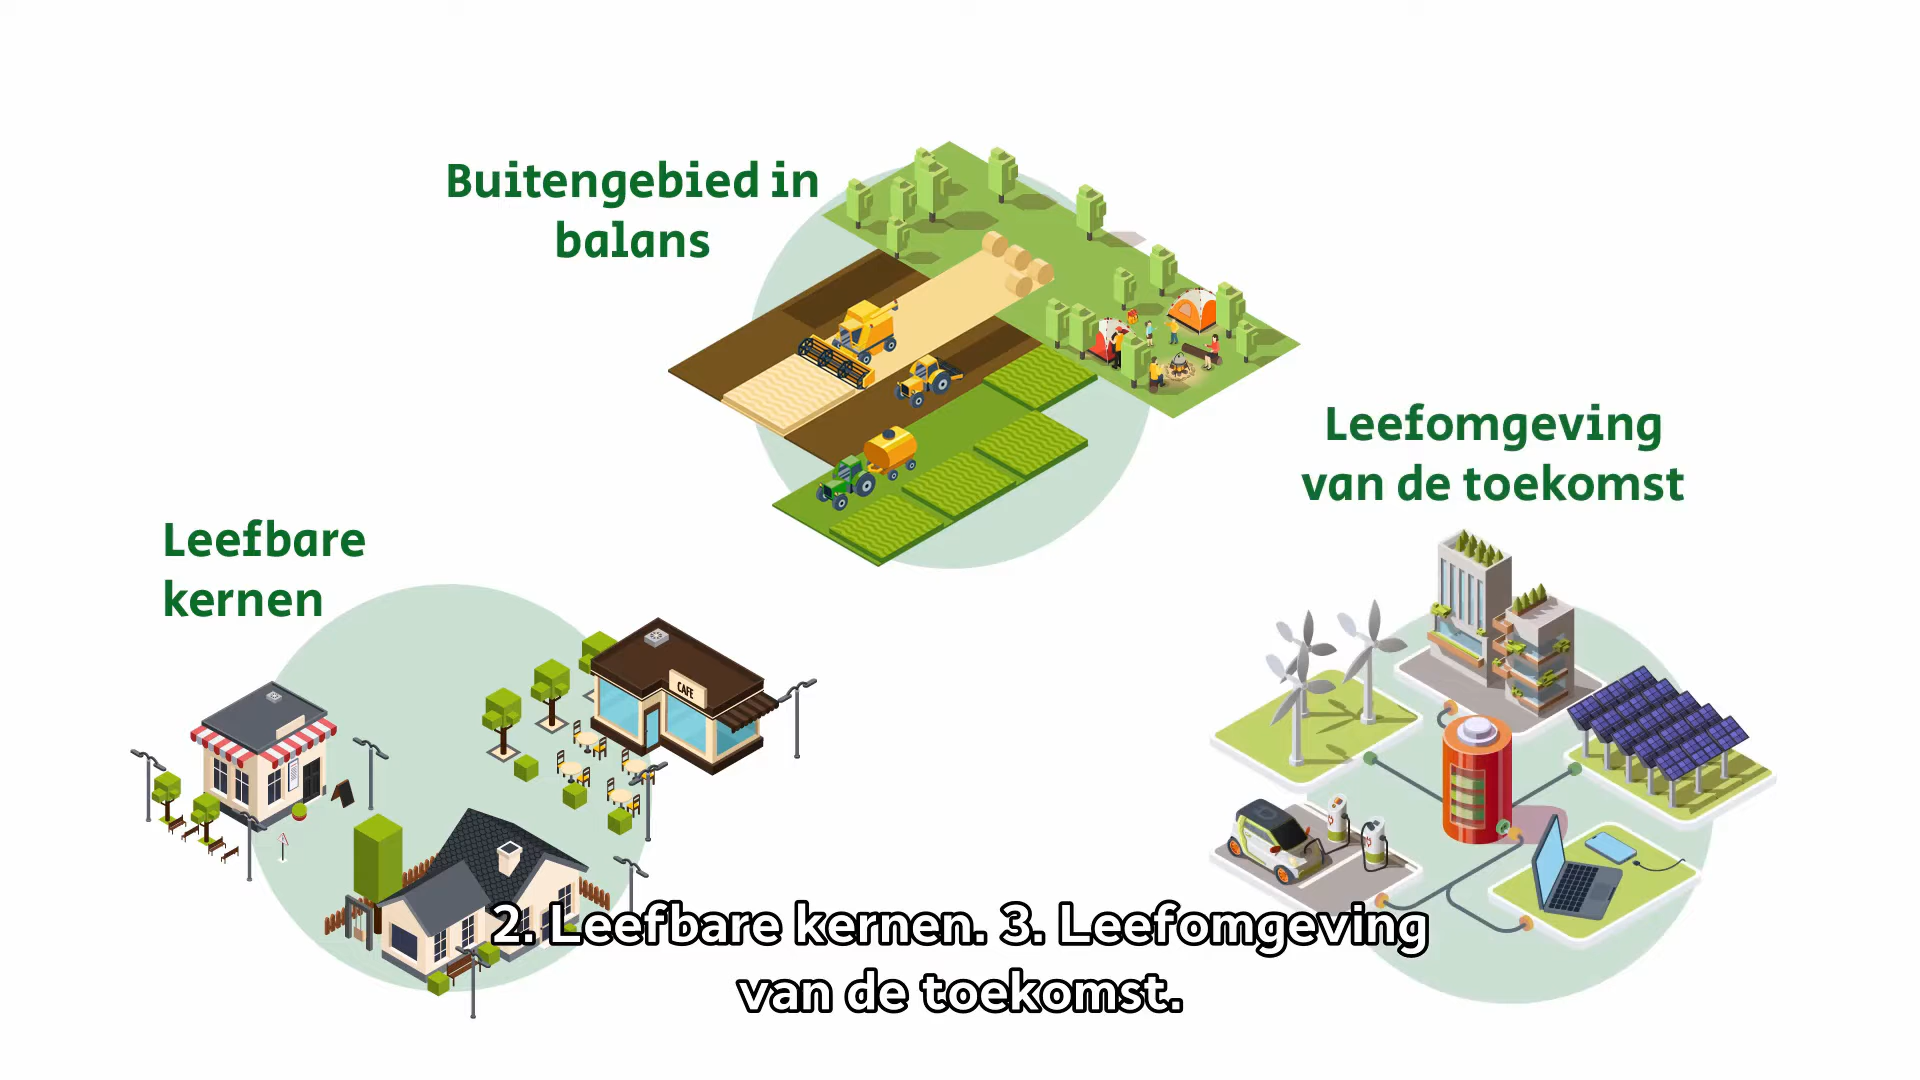 Buitengebied in
balans
Leefomgeving
van de toekomst
Leefbare
kernen
CAFE
2. Leefbare kernen. 3. Leefomgeving
van de toekomst.